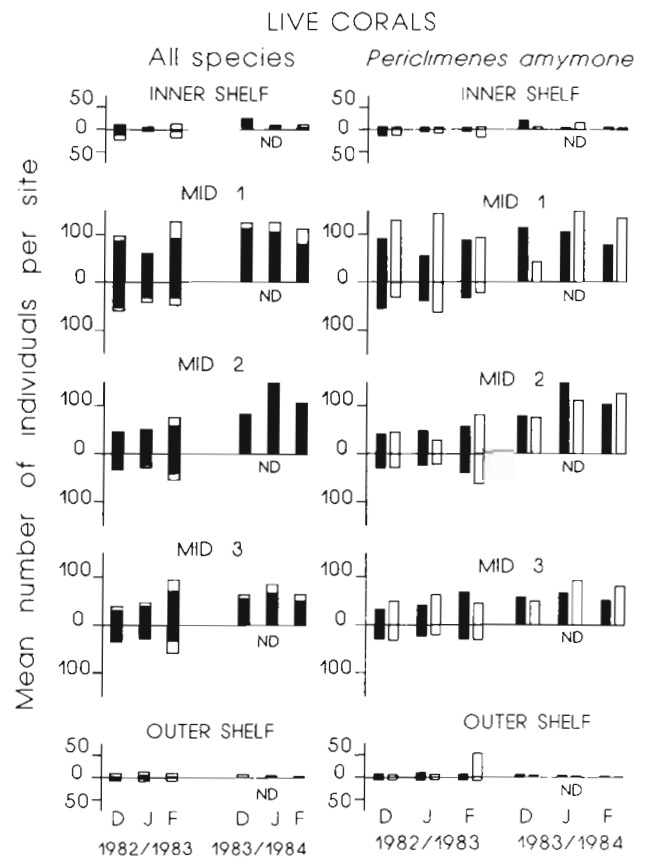 LIVE CORALS
All species Periclimenes amymone
Mean number of individuals per site
INNER SHELF INNER SHELF
50 50
0 0
50 ND 50 ND
MID 1 MID 1
100 100
0 0
ND ND
100 100
MID 2 MID 2
100 100
0 0
ND ND
100 100
MID 3 MID 3
100 100
0 0
ND ND
100 100
OUTER SHELF OUTER SHELF
50 50
0 0
50 ND 50 ND
D J F D J F D J F D J F
1982/1983 1983/1984 1982/1983 1983/1984